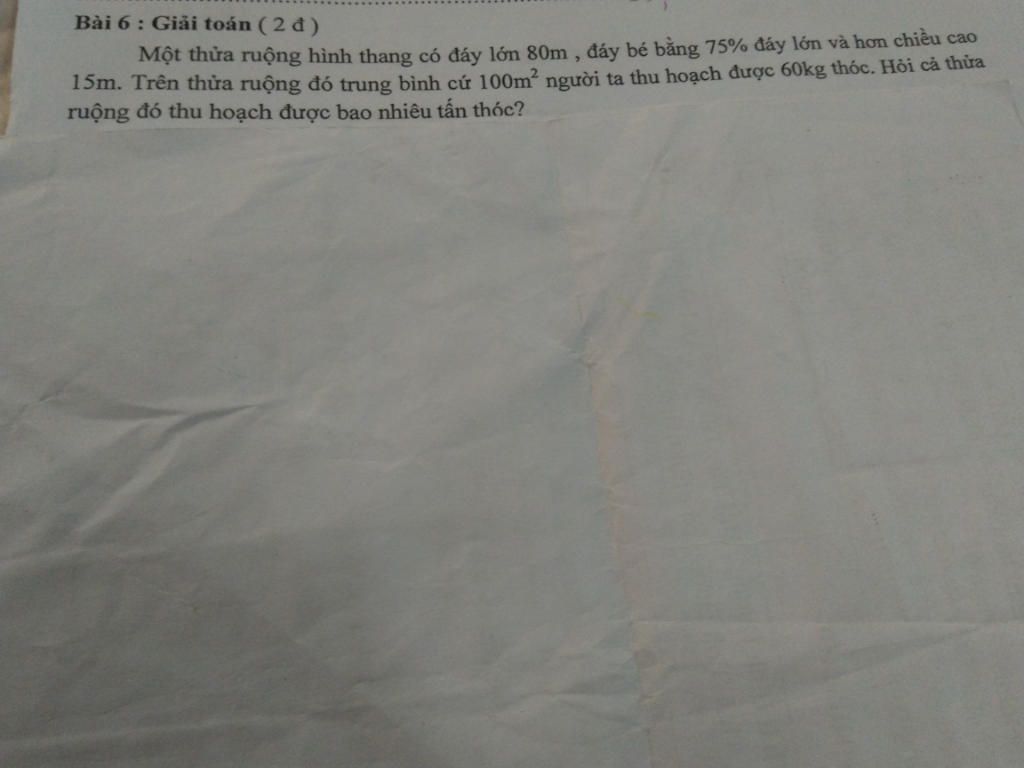 Bài 6 : Giải toán ( 2 đ )
Một thửa ruộng hình thang có đáy lớn 80m , đáy bé bằng 75% đáy lớn và hơn chiều cao
15m. Trên thửa ruộng đó trung bình cứ 100m² người ta thu hoạch được 60kg thóc. Hỏi cả thửa
ruộng đó thu hoạch được bao nhiêu tấn thóc?